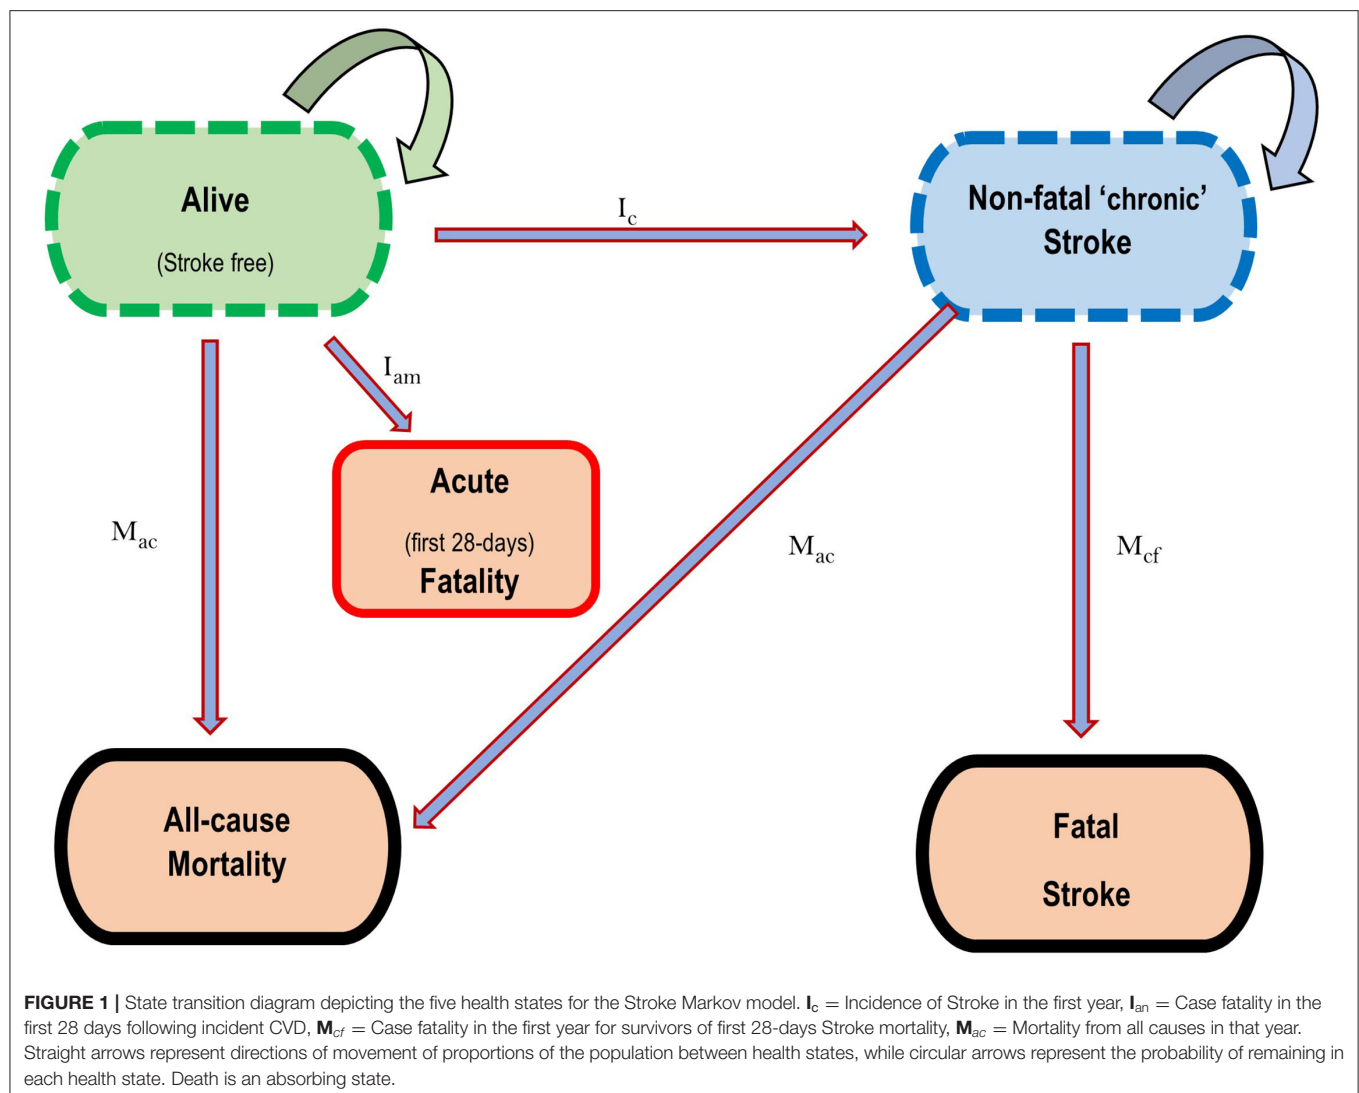 Alive
(Stroke free)
I_c
Non-fatal ‘chronic’
Stroke
I_am
Acute
(first 28-days)
Fatality
M_ac
M_ac
M_cf
All-cause
Mortality
Fatal
Stroke
FIGURE 1 | State transition diagram depicting the five health states for the Stroke Markov model. I_c = Incidence of Stroke in the first year, I_an = Case fatality in the
first 28 days following incident CVD, M_cf = Case fatality in the first year for survivors of first 28-days Stroke mortality, M_ac = Mortality from all causes in that year.
Straight arrows represent directions of movement of proportions of the population between health states, while circular arrows represent the probability of remaining in
each health state. Death is an absorbing state.